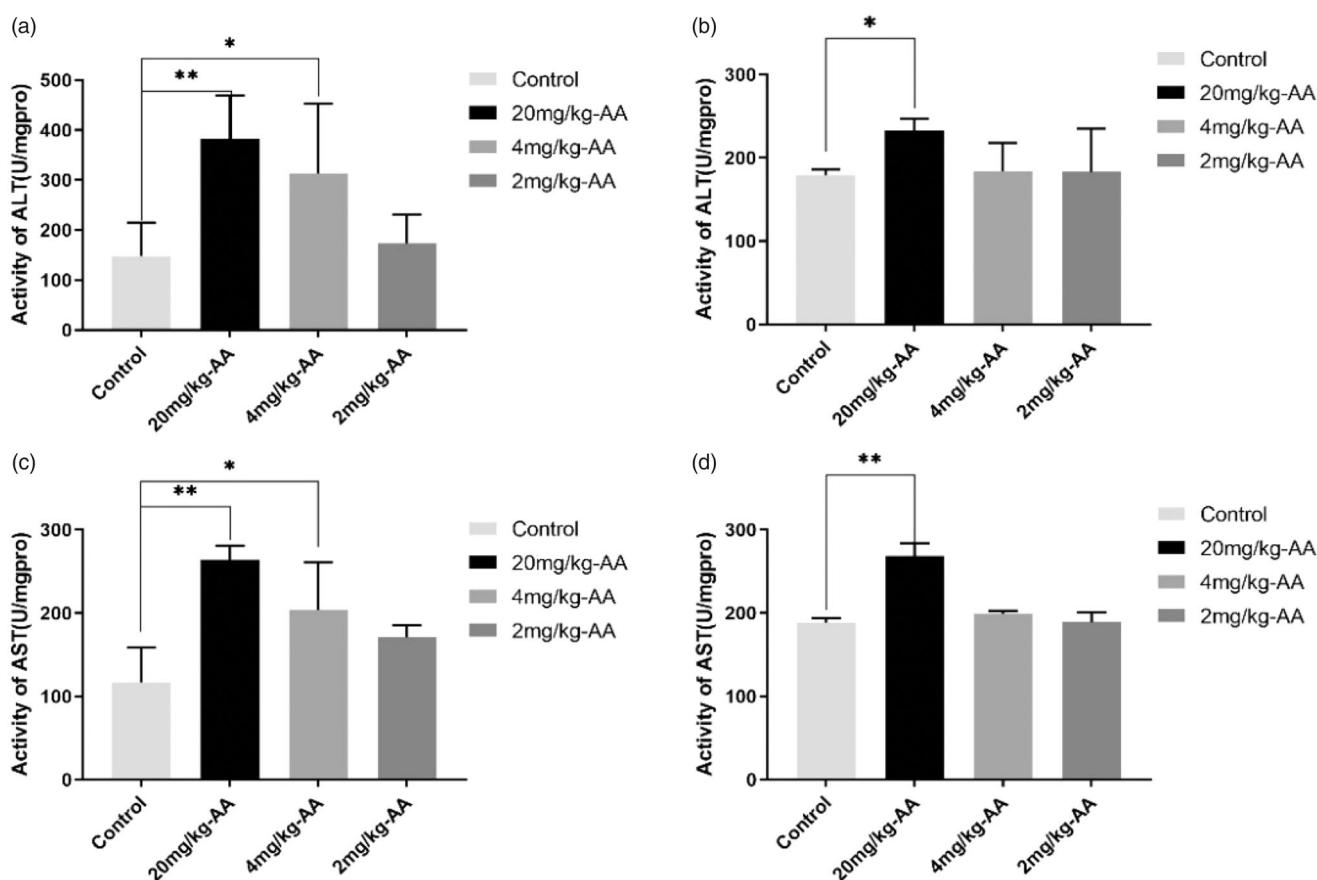 (a)
*
**
500
400
300
200
100
0
Activity of ALT(U/mgpro)
Control
20mg/kg-AA
4mg/kg-AA
2mg/kg-AA
Control
20mg/kg-AA
4mg/kg-AA
2mg/kg-AA
(b)
*
300
200
100
0
Activity of ALT(U/mgpro)
Control
20mg/kg-AA
4mg/kg-AA
2mg/kg-AA
Control
20mg/kg-AA
4mg/kg-AA
2mg/kg-AA
(c)
*
**
300
200
100
0
Activity of AST(U/mgpro)
Control
20mg/kg-AA
4mg/kg-AA
2mg/kg-AA
Control
20mg/kg-AA
4mg/kg-AA
2mg/kg-AA
(d)
**
300
200
100
0
Activity of AST(U/mgpro)
Control
20mg/kg-AA
4mg/kg-AA
2mg/kg-AA
Control
20mg/kg-AA
4mg/kg-AA
2mg/kg-AA